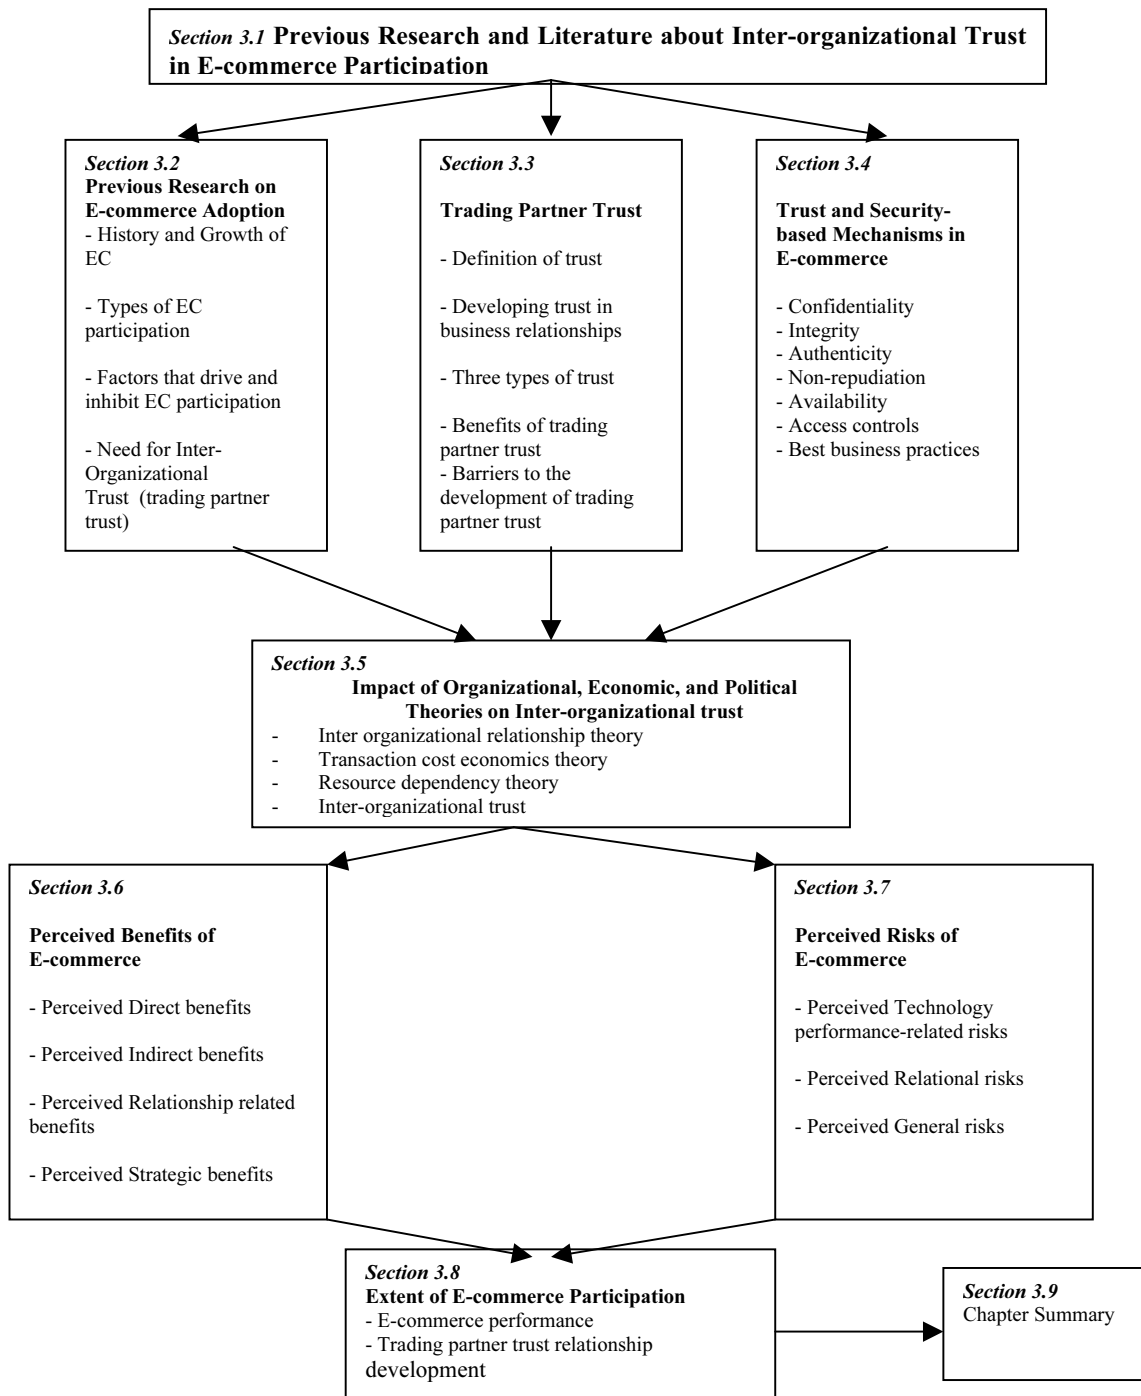 Section 3.1 Previous Research and Literature about Inter-organizational Trust
in E-commerce Participation
Section 3.2
Previous Research on
E-commerce Adoption
- History and Growth of
EC
- Types of EC
participation
- Factors that drive and
inhibit EC participation
- Need for Inter-
Organizational
Trust (trading partner
trust)
Section 3.3
Trading Partner Trust
- Definition of trust
- Developing trust in
business relationships
- Three types of trust
- Benefits of trading
partner trust
- Barriers to the
development of trading
partner trust
Section 3.4
Trust and Security-
based Mechanisms in
E-commerce
- Confidentiality
- Integrity
- Authenticity
- Non-repudiation
- Availability
- Access controls
- Best business practices
Section 3.5
Impact of Organizational, Economic, and Political
Theories on Inter-organizational trust
- Inter organizational relationship theory
- Transaction cost economics theory
- Resource dependency theory
- Inter-organizational trust
Section 3.6
Perceived Benefits of
E-commerce
- Perceived Direct benefits
- Perceived Indirect benefits
- Perceived Relationship related
benefits
- Perceived Strategic benefits
Section 3.7
Perceived Risks of
E-commerce
- Perceived Technology
performance-related risks
- Perceived Relational risks
- Perceived General risks
Section 3.8
Extent of E-commerce Participation
- E-commerce performance
- Trading partner trust relationship
development
Section 3.9
Chapter Summary